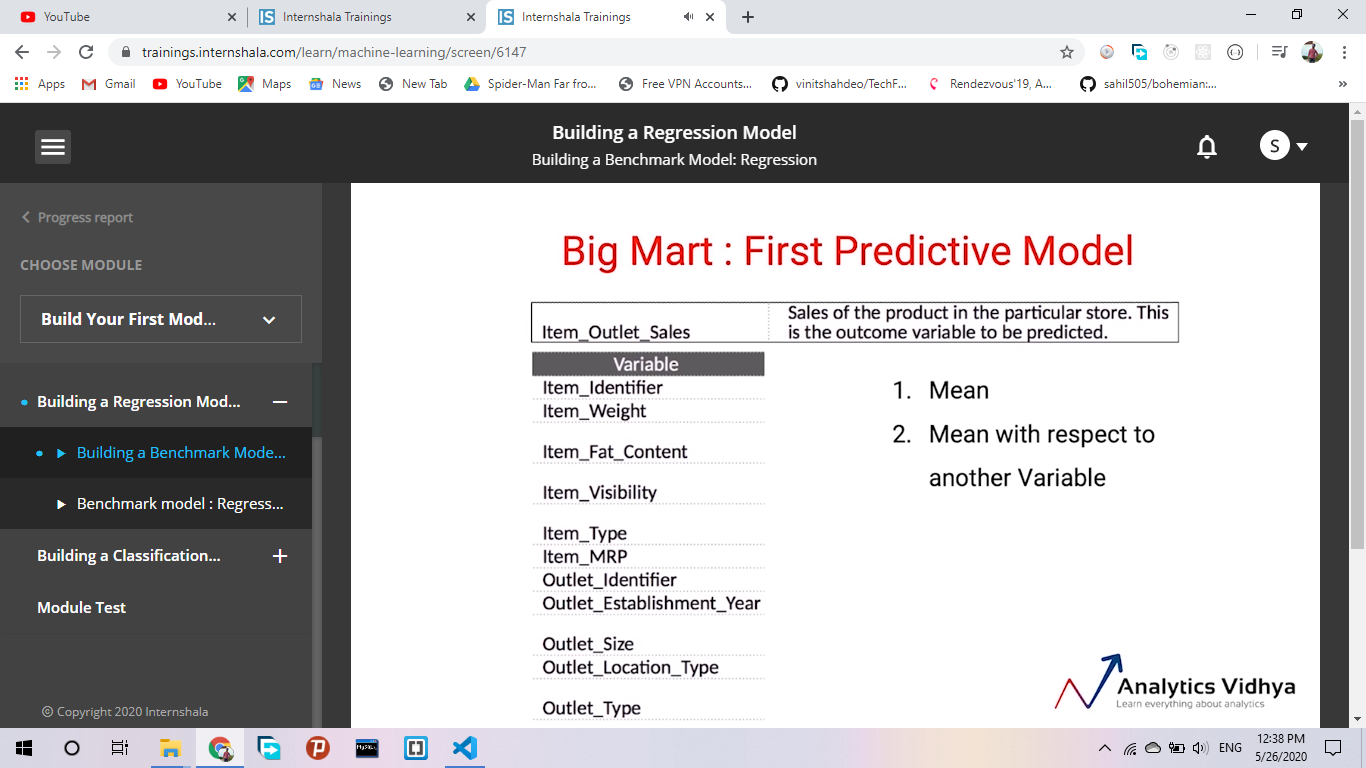 YouTube
Internshala Trainings
Internshala Trainings
trainings.internshala.com/learn/machine-learning/screen/6147
Apps
Gmail
YouTube
Maps
News
New Tab
Spider-Man Far fro...
Free VPN Accounts...
vinitshahdeo/TechF...
Rendezvous'19, A...
sahil505/bohemian:...
»
Building a Regression Model
Building a Benchmark Model: Regression
S
Progress report
CHOOSE MODULE
Build Your First Mod...
Building a Regression Mod...
Building a Benchmark Mode...
Benchmark model : Regress...
Building a Classification...
Module Test
© Copyright 2020 Internshala
Big Mart : First Predictive Model
Item_Outlet_Sales
Sales of the product in the particular store. This
is the outcome variable to be predicted.
Variable
Item_Identifier
Item_Weight
Item_Fat_Content
Item_Visibility
Item_Type
Item_MRP
Outlet_Identifier
Outlet_Establishment_Year
Outlet_Size
Outlet_Location_Type
Outlet_Type
1. Mean
2. Mean with respect to
another Variable
Analytics Vidhya
Learn everything about analytics
MySQL
ENG
12:38 PM
5/26/2020